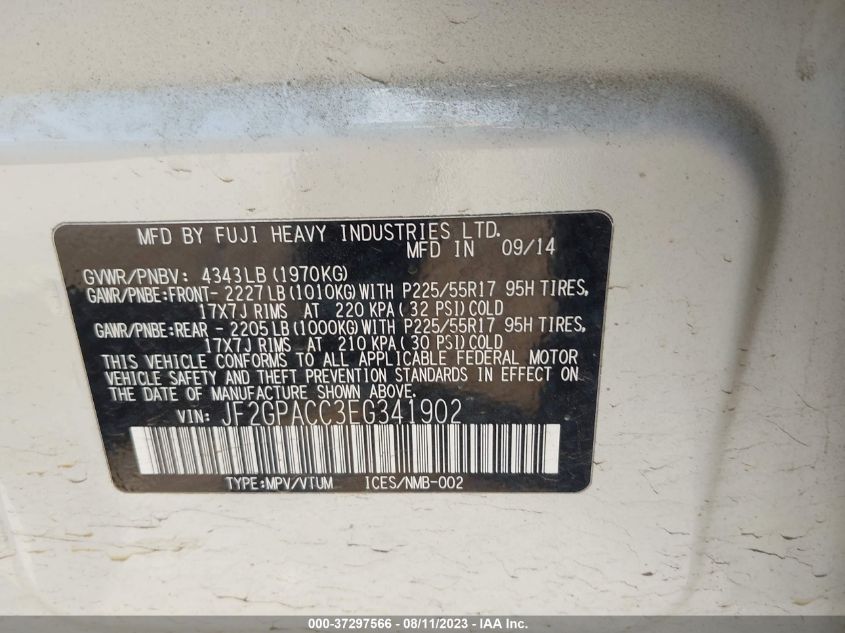 MFD BY FUJI HEAVY INDUSTRIES LTD.
MFD IN 09/14
GVWR/PNBV: 4343LB (1970KG)
GAWR/PNBE:FRONT- 2227LB(1010KG)WITH P225/55R17 95H TIRES,
17X7J RIMS AT 220 KPA( 32 PSI)COLD
GAWR/PNBE:REAR - 2205LB(1000KG)WITH P225/55R17 95H TIRES,
17X7J RIMS AT 210 KPA( 30 PSI)COLD
THIS VEHICLE CONFORMS TO ALL APPLICABLE FEDERAL MOTOR
VEHICLE SAFETY AND THEFT PREVENTION STANDARDS IN EFFECT ON
THE DATE OF MANUFACTURE SHOWN ABOVE.
VIN: JF2GPACC3EG341902
TYPE:MPV/VTUM ICES/NMB-002
000-37297566 - 08/11/2023 - IAAI.COM